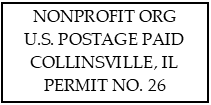 NONPROFIT ORG
U.S. POSTAGE PAID
COLLINSVILLE, IL
PERMIT NO. 26